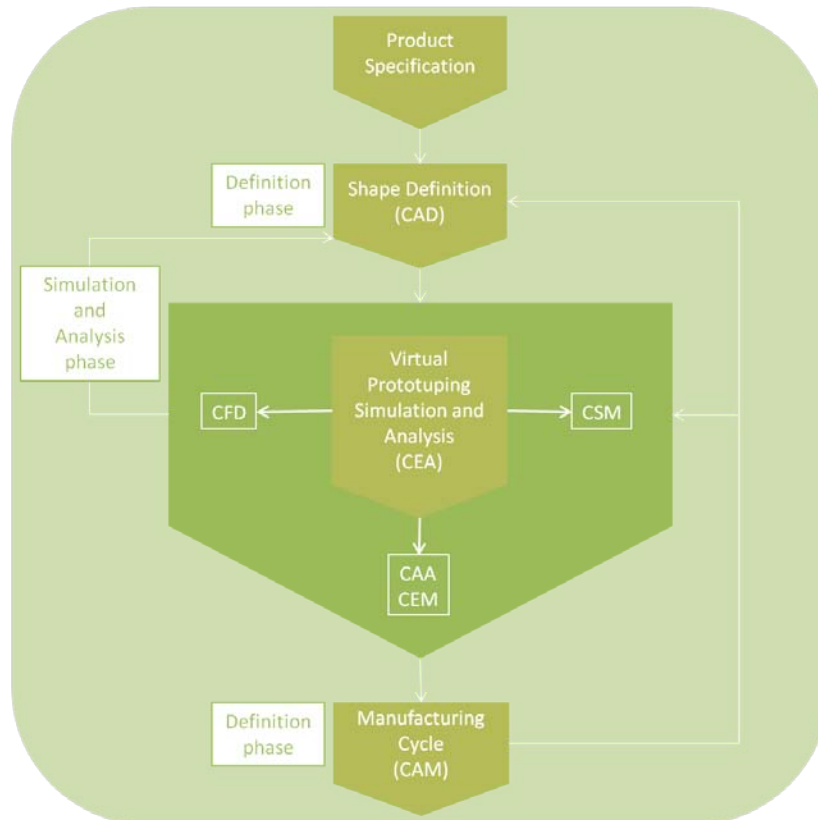 Product
Specification
Definition
phase
Shape Definition
(CAD)
Simulation
and
Analysis
phase
Virtual
Prototuping
Simulation and
Analysis
(CEA)
CFD
CSM
CAA
CEM
Definition
phase
Manufacturing
Cycle
(CAM)